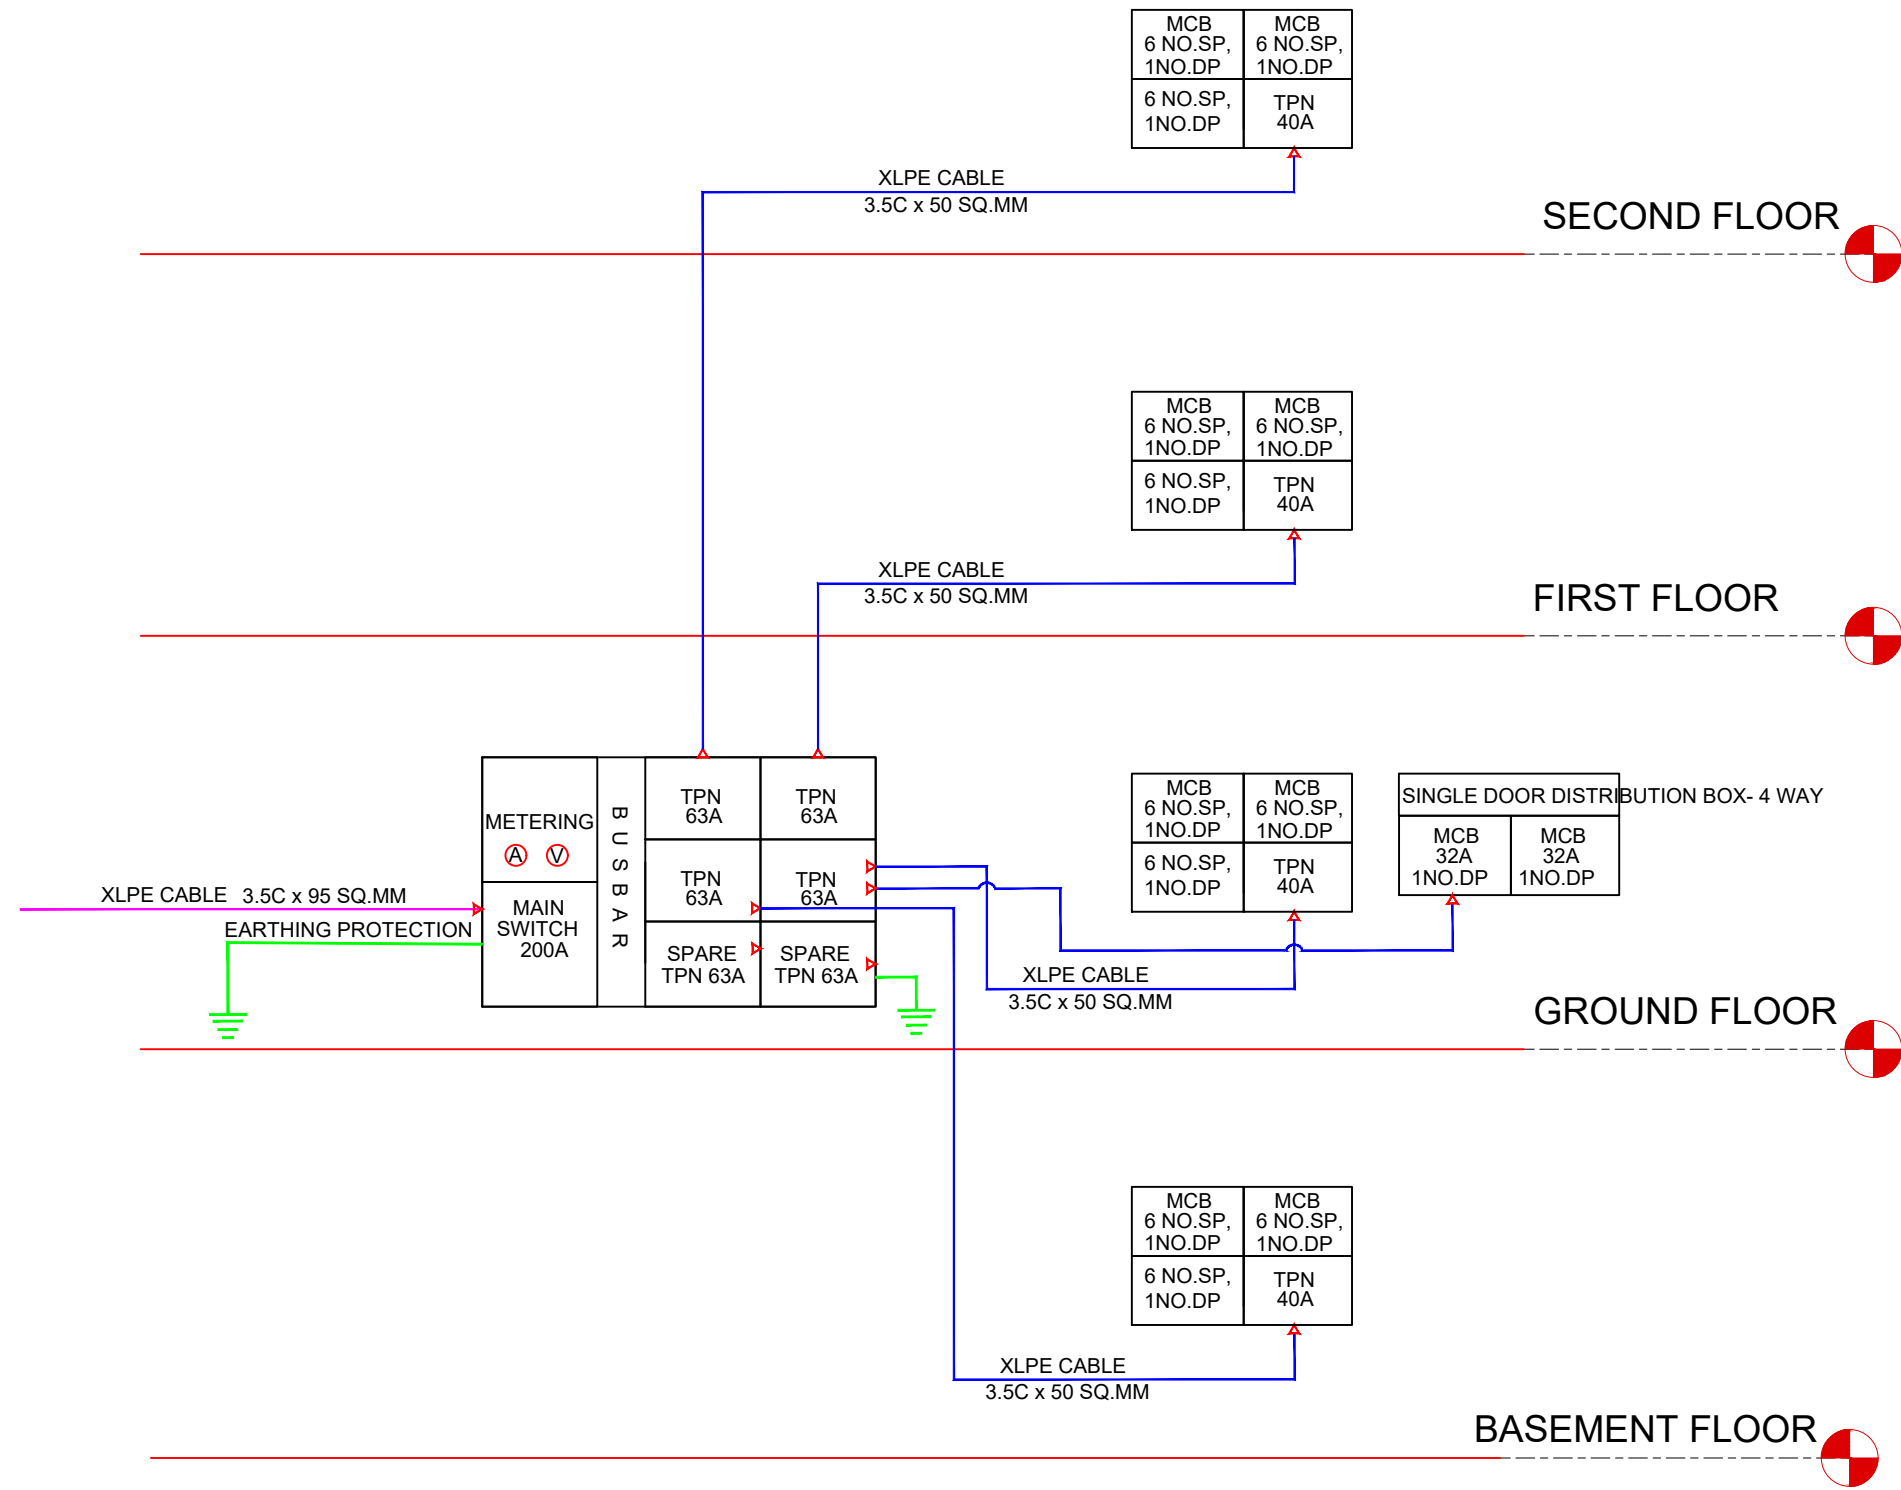 MCB
6 NO.SP,
1NO.DP
MCB
6 NO.SP,
1NO.DP
6 NO.SP,
1NO.DP
TPN
40A
XLPE CABLE
3.5C x 50 SQ.MM
SECOND FLOOR
MCB
6 NO.SP,
1NO.DP
MCB
6 NO.SP,
1NO.DP
6 NO.SP,
1NO.DP
TPN
40A
XLPE CABLE
3.5C x 50 SQ.MM
FIRST FLOOR
METERING
A V
MAIN
SWITCH
200A
BUSBAR
TPN
63A
TPN
63A
TPN
63A
TPN
63A
SPARE
TPN 63A
SPARE
TPN 63A
XLPE CABLE 3.5C x 95 SQ.MM
EARTHING PROTECTION
MCB
6 NO.SP,
1NO.DP
MCB
6 NO.SP,
1NO.DP
6 NO.SP,
1NO.DP
TPN
40A
SINGLE DOOR DISTRIBUTION BOX- 4 WAY
MCB
32A
1NO.DP
MCB
32A
1NO.DP
XLPE CABLE
3.5C x 50 SQ.MM
GROUND FLOOR
MCB
6 NO.SP,
1NO.DP
MCB
6 NO.SP,
1NO.DP
6 NO.SP,
1NO.DP
TPN
40A
XLPE CABLE
3.5C x 50 SQ.MM
BASEMENT FLOOR